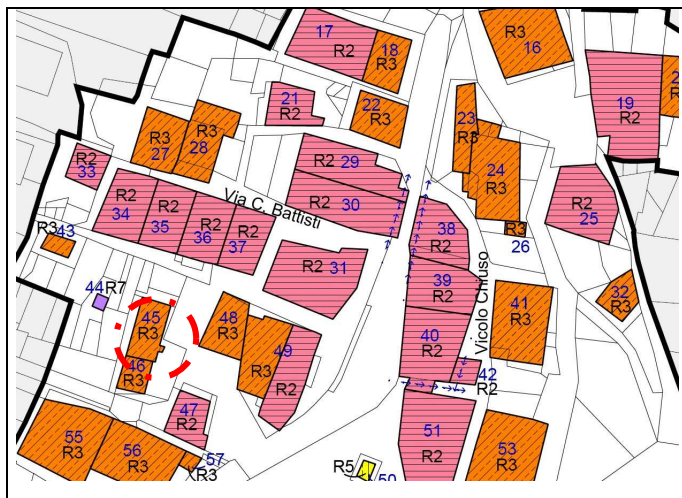 17
R2
18
R3
R3
16
19
R2
21
R2
22
R3
23
R3
24
R3
R3
27
R3
28
R2
29
R2
30
R2
33
R2
34
R2
35
R2
36
R2
37
Via C. Battisti
R2
31
38
R2
39
R2
40
R2
Vicolo Chiuso
R2
25
R3
26
R3
43
44 R7
45
R3
46
R3
48
R3
49
R3
R2
41
R3
32
R3
42
R2
47
R2
51
R2
53
R3
55
R3
56
R3
57
R3
R5
50